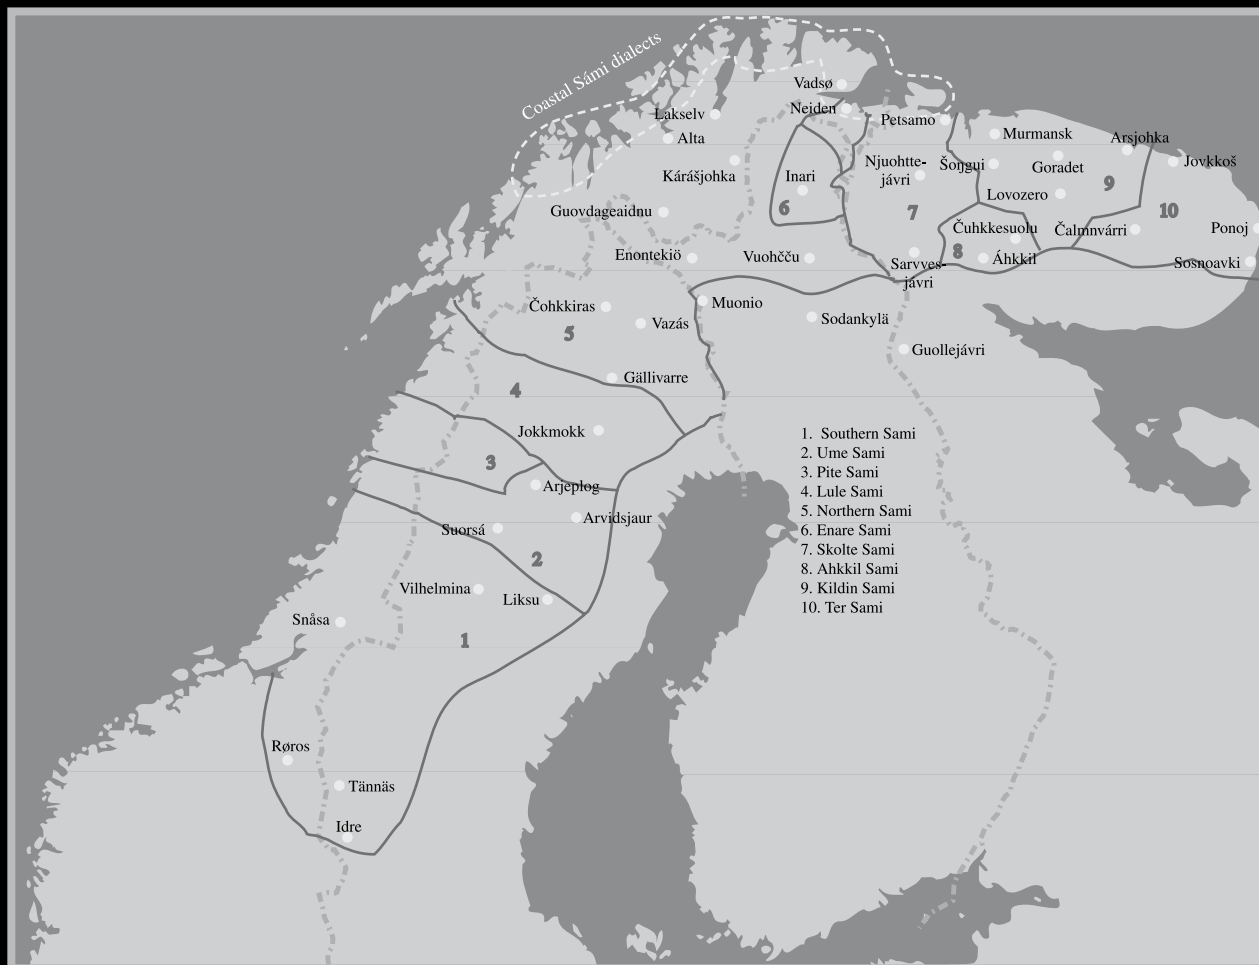 Coastal Sámi dialects
Vadsø
Neiden
Lakselv
Petsamo
Alta
Murmansk
Arsjohka
Kárášjohka
Inari
Njuohtte-
jávri
Šoŋgui
Goradet
Jovkkoš
Lovozero
9
6
7
10
Guovdageaidnu
Čuhkkesuolu
Čalmnvárri
Ponoj
Enontekiö
Vuohčču
8
Áhkkil
Sarvves-
jávri
Sosnoavki
Čohkkiras
Muonio
Vazás
Sodankylä
5
Guollejávri
Gällivarre
4
Jokkmokk
3
Arjeplog
Arvidsjaur
Suorsá
2
Vilhelmina
Liksu
Snåsa
1
Røros
Tännäs
Idre
1. Southern Sami
2. Ume Sami
3. Pite Sami
4. Lule Sami
5. Northern Sami
6. Enare Sami
7. Skolte Sami
8. Ahkkil Sami
9. Kildin Sami
10. Ter Sami